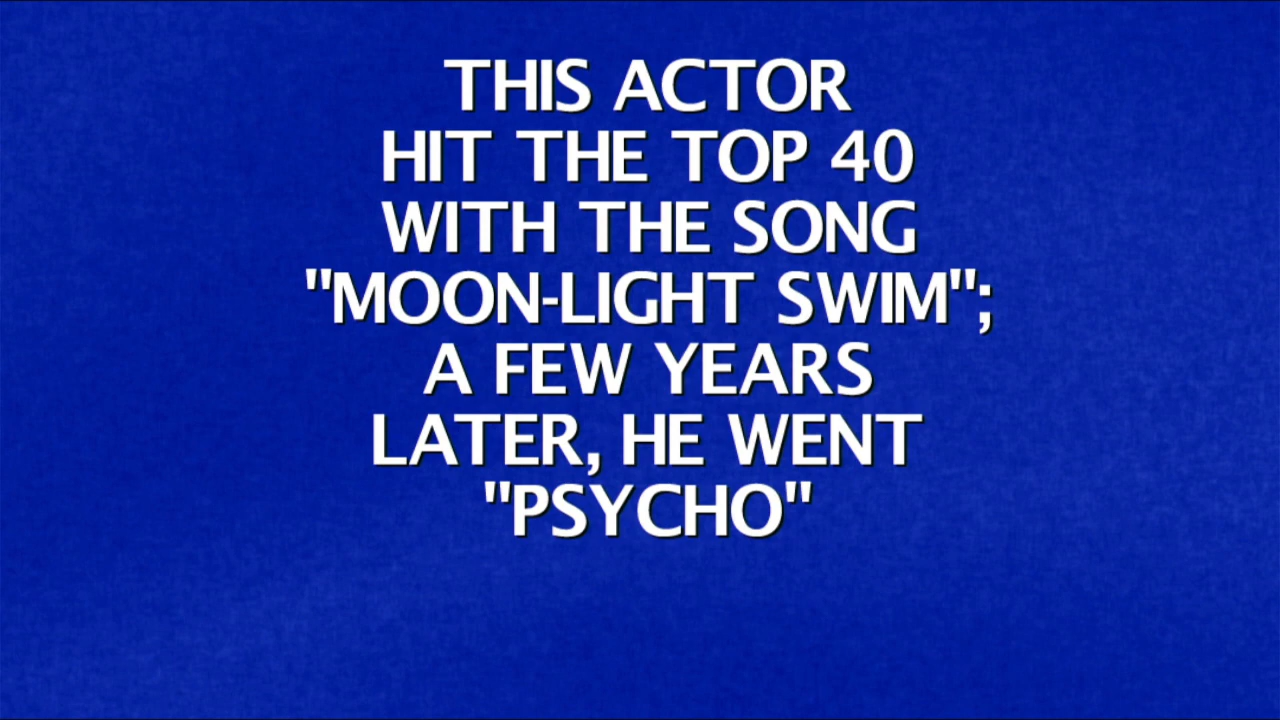 THIS ACTOR
HIT THE TOP 40
WITH THE SONG
"MOON-LIGHT SWIM";
A FEW YEARS
LATER, HE WENT
"PSYCHO"